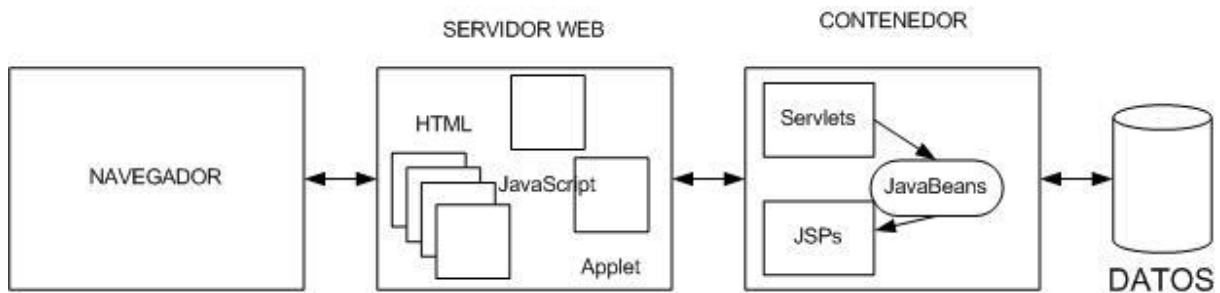 SERVIDOR WEB
CONTENEDOR
NAVEGADOR
HTML
JavaScript
Applet
Servlets
JavaBeans
JSPs
DATOS